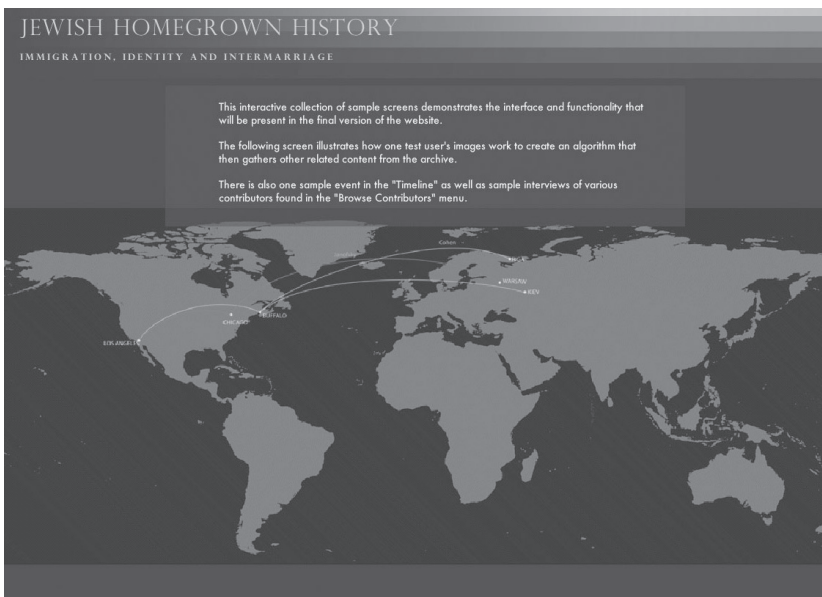 JEWISH HOMEGROWN HISTORY
IMMIGRATION, IDENTITY AND INTERMARRIAGE
This interactive collection of sample screens demonstrates the interface and functionality that
will be present in the final version of the website.
The following screen illustrates how one test user's images work to create an algorithm that
then gathers other related content from the archive.
There is also one sample event in the "Timeline" as well as sample interviews of various
contributors found in the "Browse Contributors" menu.
Cohen
WARSAW
KIEV
BUFFALO
CHICAGO
LOS ANGELES